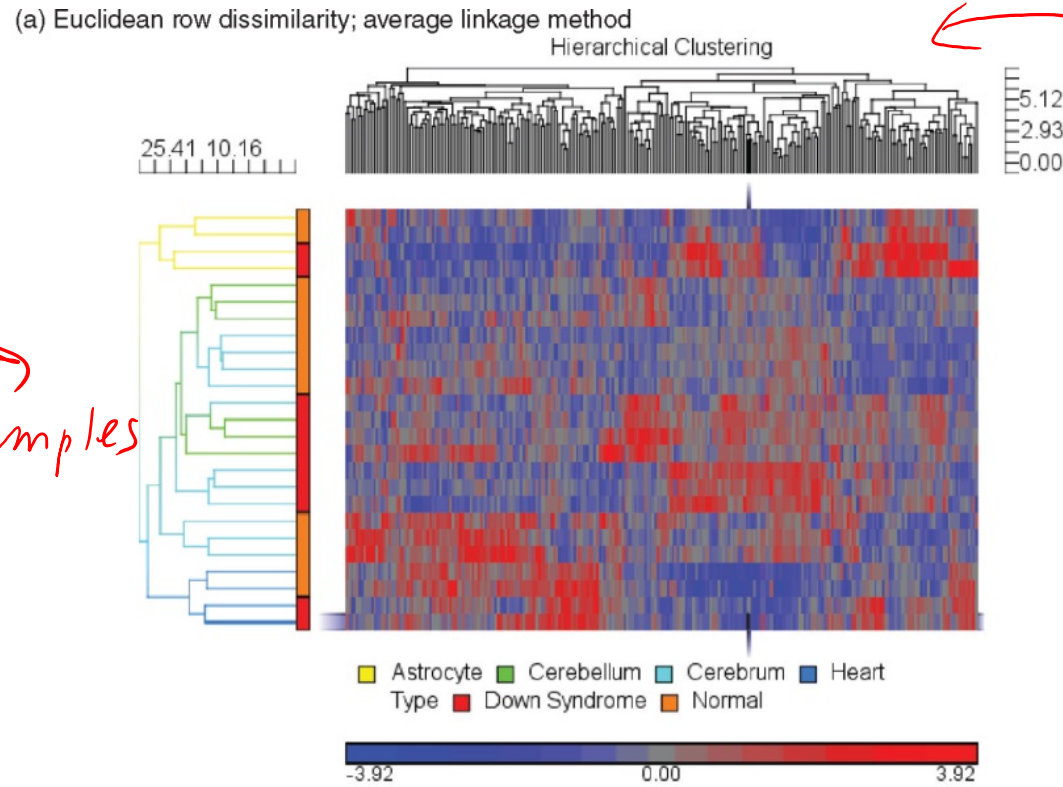 (a) Euclidean row dissimilarity; average linkage method
Hierarchical Clustering
5.12
2.93
0.00
25.41 10.16
mples
Astrocyte Cerebellum Cerebrum Heart
Type Down Syndrome Normal
-3.92 0.00 3.92